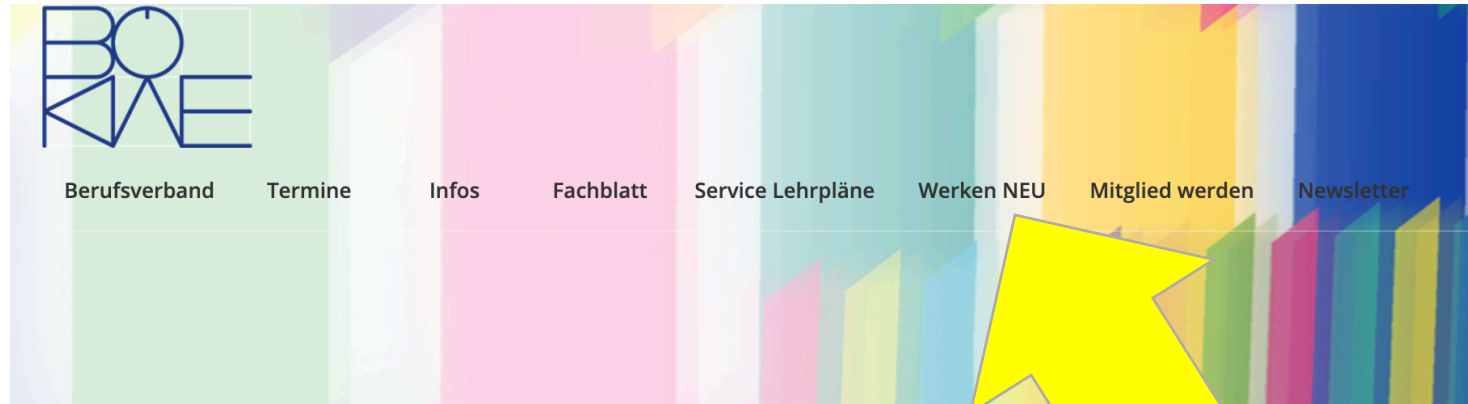 BÖ
KWE
Berufsverband Termine Infos Fachblatt Service Lehrpläne Werken NEU Mitglied werden Newsletter